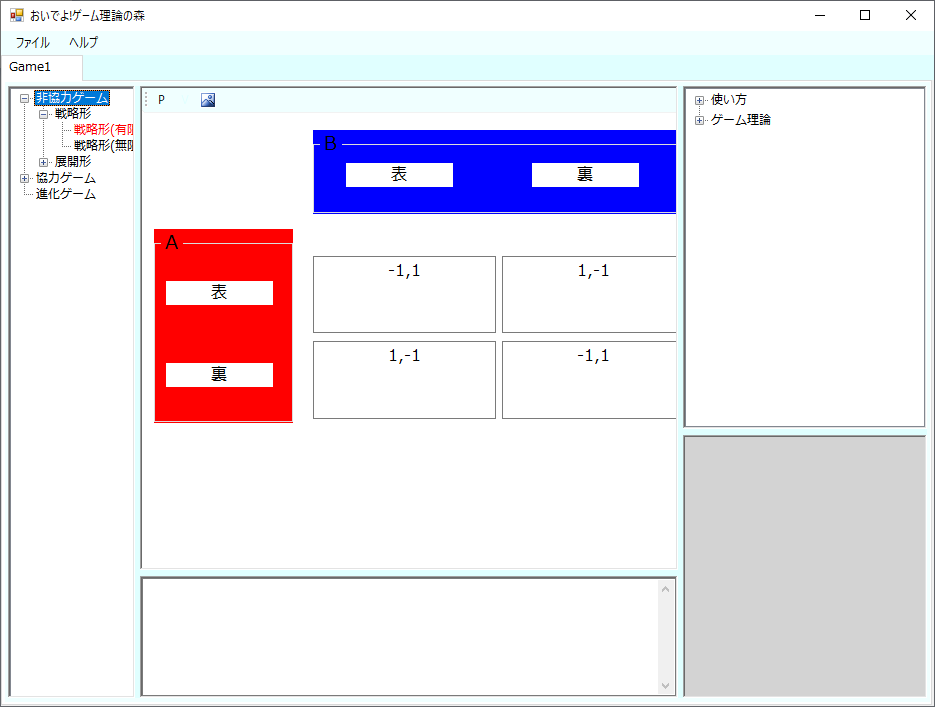 おいでよ!ゲーム理論の森
ファイル ヘルプ
Game1
非協力ゲーム
戦略形
戦略形(有限
戦略形(無限
展開形
協力ゲーム
進化ゲーム
P
B
表 裏
A
表
裏
-1,1 1,-1
1,-1 -1,1
使い方
ゲーム理論